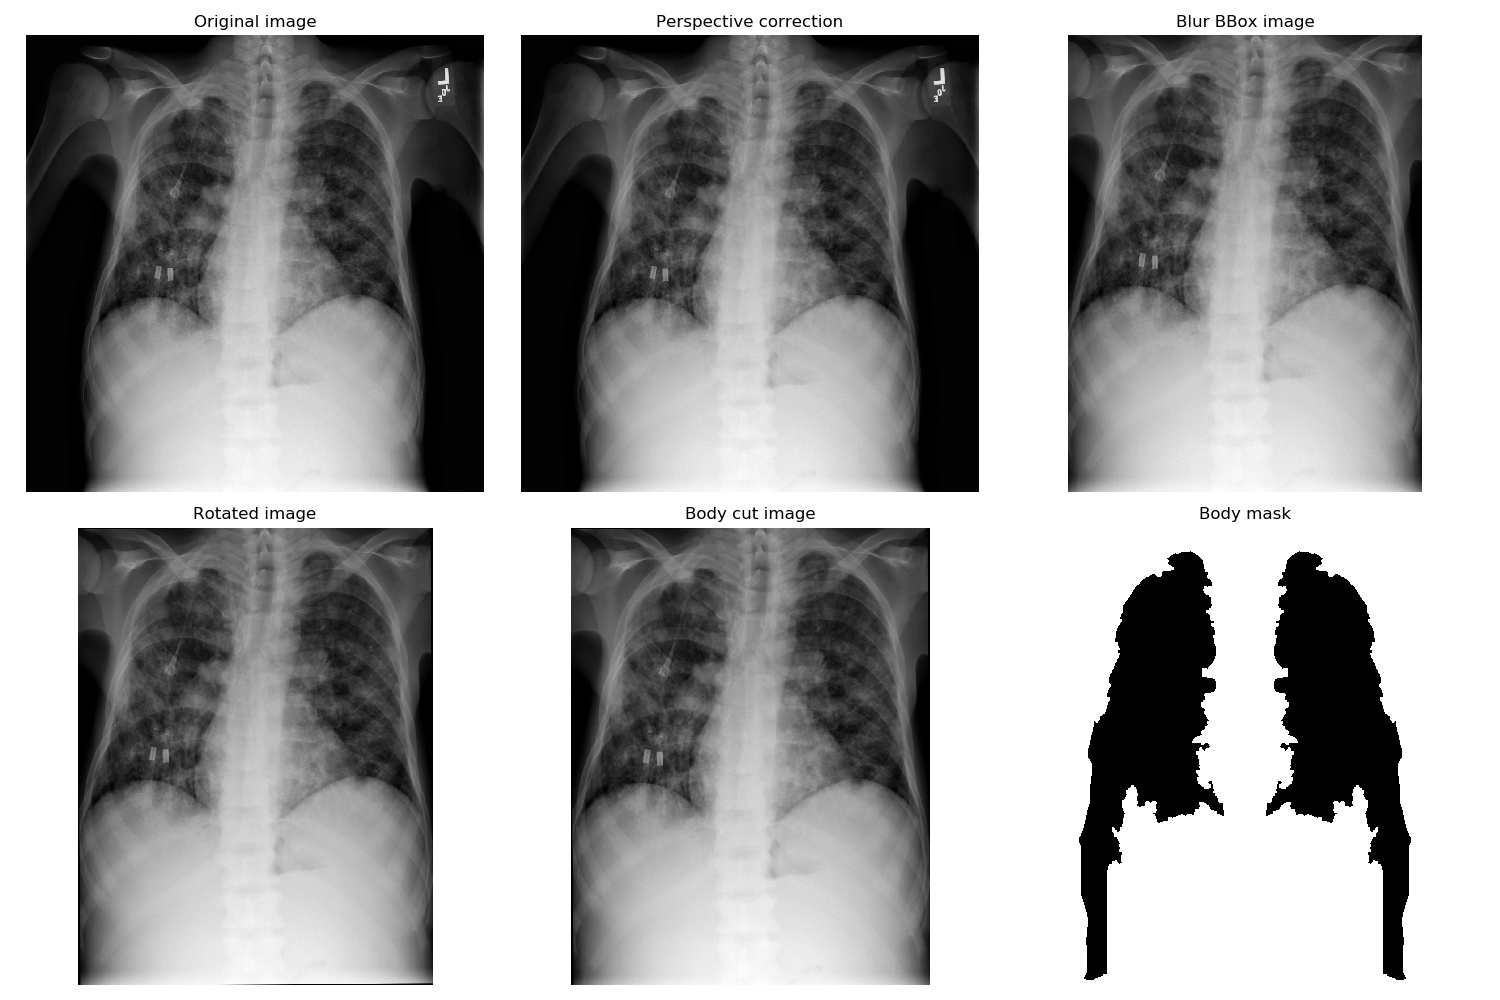 Original image
Perspective correction
Blur BBox image
L
L
Rotated image
Body cut image
Body mask